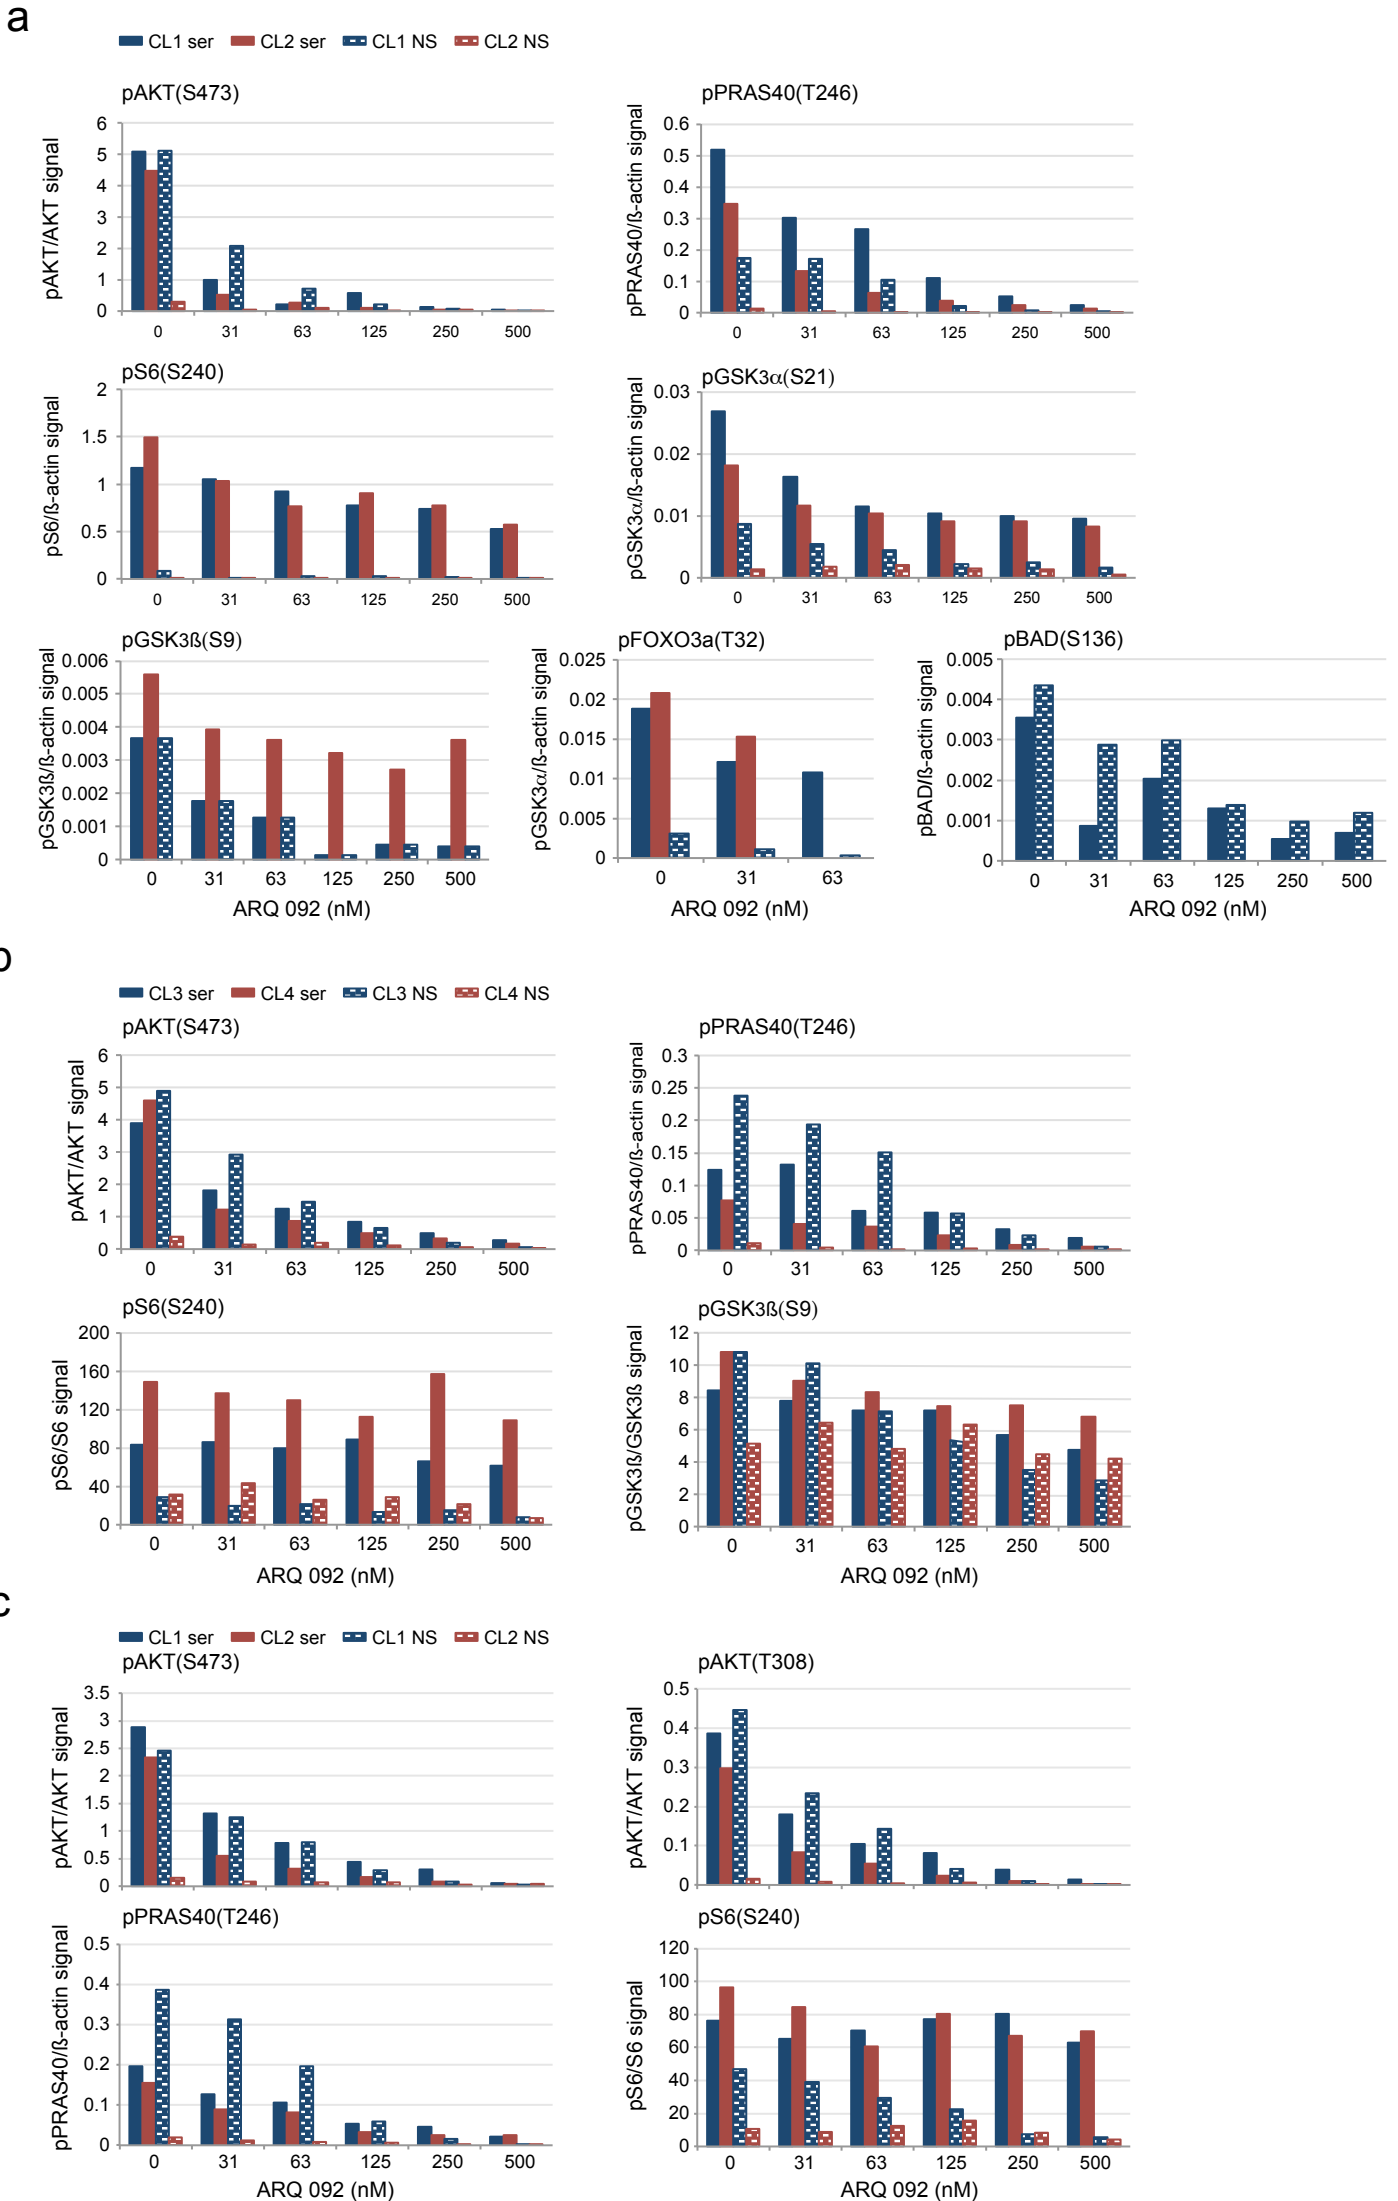 a
CL1 ser CL2 ser CL1 NS CL2 NS
pAKT(S473)
pAKT/AKT signal
6
5
4
3
2
1
0
0 31 63 125 250 500
pPRAS40(T246)
pPRAS40/ß-actin signal
0.6
0.5
0.4
0.3
0.2
0.1
0
0 31 63 125 250 500
pS6(S240)
pS6/ß-actin signal
2
1.5
1
0.5
0
0 31 63 125 250 500
pGSK3α(S21)
pGSK3α/ß-actin signal
0.03
0.02
0.01
0
0 31 63 125 250 500
pGSK3ß(S9)
pGSK3ß/ß-actin signal
0.006
0.005
0.004
0.003
0.002
0.001
0
0 31 63 125 250 500
ARQ 092 (nM)
pFOXO3a(T32)
pGSK3α/ß-actin signal
0.025
0.02
0.015
0.01
0.005
0
0 31 63
ARQ 092 (nM)
pBAD(S136)
pBAD/ß-actin signal
0.005
0.004
0.003
0.002
0.001
0
0 31 63 125 250 500
ARQ 092 (nM)
b
CL3 ser CL4 ser CL3 NS CL4 NS
pAKT(S473)
pAKT/AKT signal
6
5
4
3
2
1
0
0 31 63 125 250 500
pPRAS40(T246)
pPRAS40/ß-actin signal
0.3
0.25
0.2
0.15
0.1
0.05
0
0 31 63 125 250 500
pS6(S240)
pS6/S6 signal
200
160
120
80
40
0
0 31 63 125 250 500
ARQ 092 (nM)
pGSK3ß(S9)
pGSK3ß/GSK3ß signal
12
10
8
6
4
2
0
0 31 63 125 250 500
ARQ 092 (nM)
c
CL1 ser CL2 ser CL1 NS CL2 NS
pAKT(S473)
pAKT/AKT signal
3.5
3
2.5
2
1.5
1
0.5
0
0 31 63 125 250 500
pAKT(T308)
pAKT/AKT signal
0.5
0.4
0.3
0.2
0.1
0
0 31 63 125 250 500
pPRAS40(T246)
pPRAS40/ß-actin signal
0.5
0.4
0.3
0.2
0.1
0
0 31 63 125 250 500
ARQ 092 (nM)
pS6(S240)
pS6/S6 signal
120
100
80
60
40
20
0
0 31 63 125 250 500
ARQ 092 (nM)